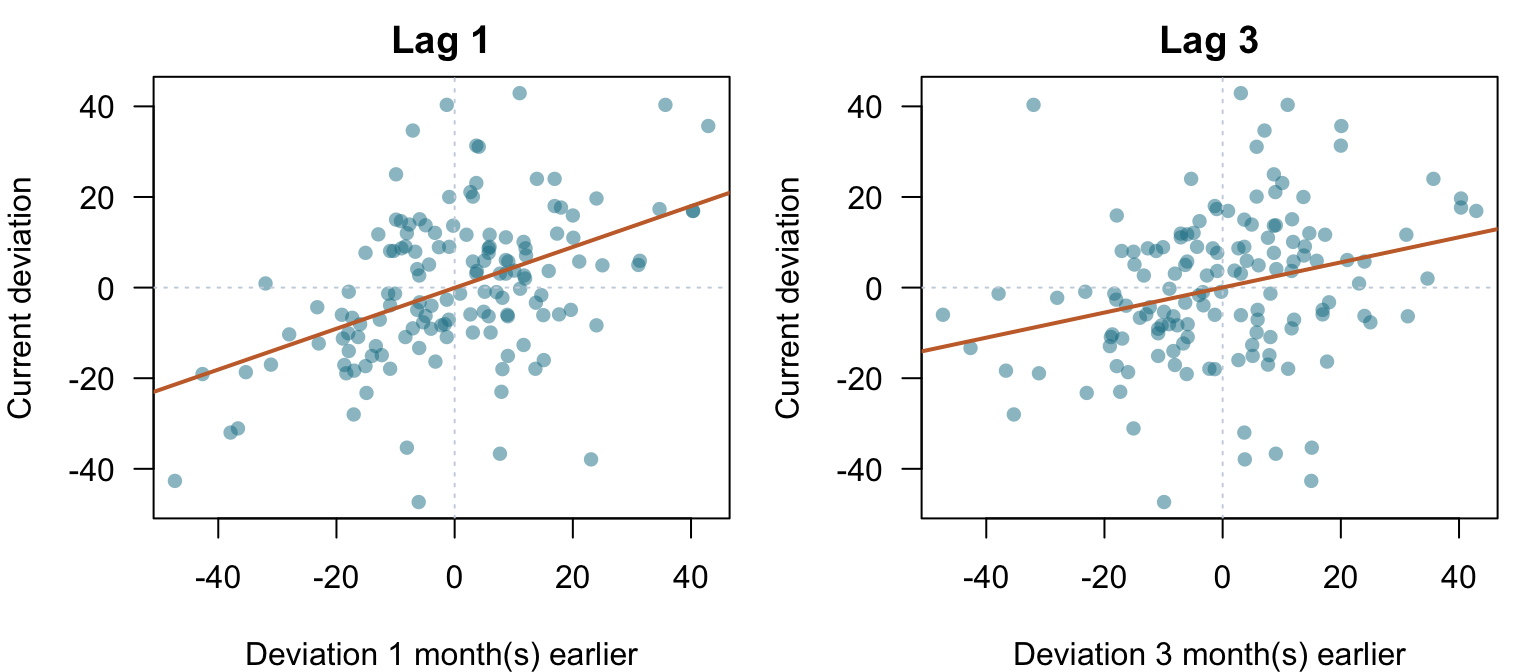 Lag 1
Current deviation
40
20
0
-20
-40
-40 -20 0 20 40
Deviation 1 month(s) earlier
Lag 3
Current deviation
40
20
0
-20
-40
-40 -20 0 20 40
Deviation 3 month(s) earlier